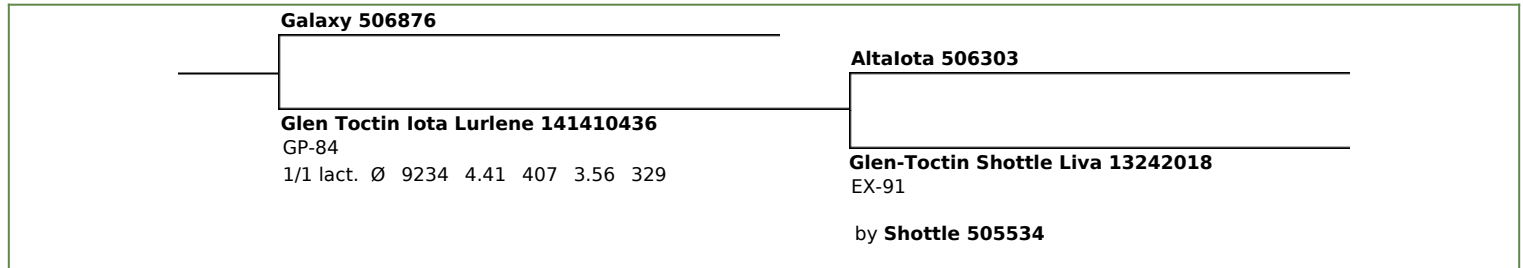 Galaxy 506876
AltaIota 506303
Glen Toctin Iota Lurlene 141410436
GP-84
1/1 lact. Ø 9234 4.41 407 3.56 329
Glen-Toctin Shottle Liva 13242018
EX-91
by Shottle 505534